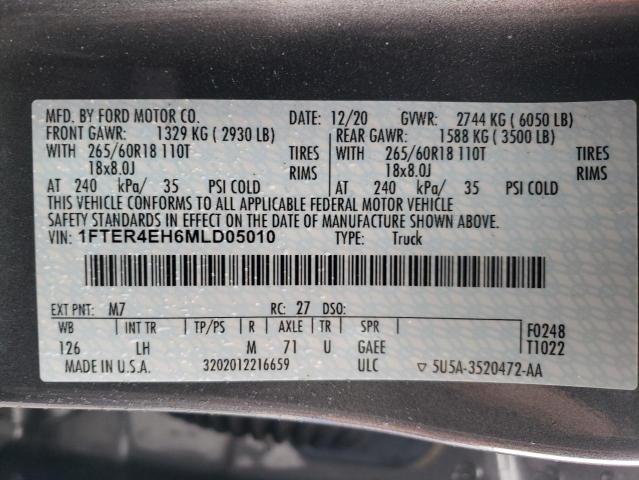 MFD. BY FORD MOTOR CO. DATE: 12/20 GVWR: 2744 KG ( 6050 LB)
FRONT GAWR: 1329 KG ( 2930 LB) REAR GAWR: 1588 KG ( 3500 LB)
WITH 265/60R18 110T TIRES WITH 265/60R18 110T TIRES
18x8.0J RIMS 18x8.0J RIMS
AT 240 kPa/ 35 PSI COLD AT 240 kPa/ 35 PSI COLD
THIS VEHICLE CONFORMS TO ALL APPLICABLE FEDERAL MOTOR VEHICLE
SAFETY STANDARDS IN EFFECT ON THE DATE OF MANUFACTURE SHOWN ABOVE.
VIN: 1FTER4EH6MLD05010 TYPE: Truck
EXT PNT: M7 RC: 27 DSO:
WB INT TR TP/PS R AXLE TR SPR F0248
126 LH M 71 U GAEE T1022
MADE IN U.S.A. 3202012216659 ULC ▽ 5U5A-3520472-AA